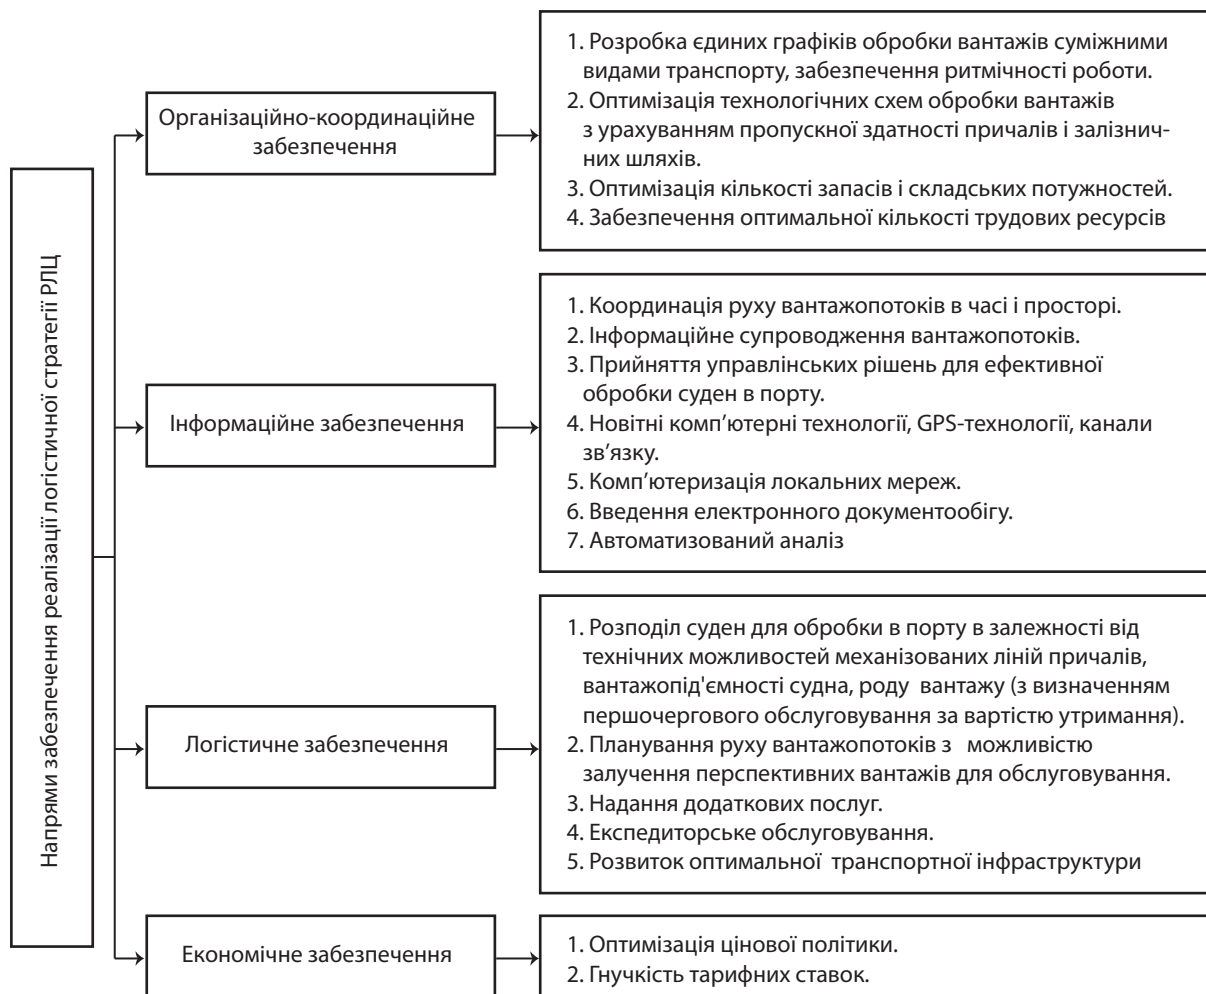 Напрями забезпечення реалізації логістичної стратегії РЛЦ
Організаційно-координаційне
забезпечення
1. Розробка єдиних графіків обробки вантажів суміжними
видами транспорту, забезпечення ритмічності роботи.
2. Оптимізація технологічних схем обробки вантажів
з урахуванням пропускної здатності причалів і залізнич-
них шляхів.
3. Оптимізація кількості запасів і складських потужностей.
4. Забезпечення оптимальної кількості трудових ресурсів
Інформаційне забезпечення
1. Координація руху вантажопотоків в часі і просторі.
2. Інформаційне супроводження вантажопотоків.
3. Прийняття управлінських рішень для ефективної
обробки суден в порту.
4. Новітні комп’ютерні технології, GPS-технології, канали
зв’язку.
5. Комп’ютеризація локальних мереж.
6. Введення електронного документообігу.
7. Автоматизований аналіз
Логістичне забезпечення
1. Розподіл суден для обробки в порту в залежності від
технічних можливостей механізованих ліній причалів,
вантажопід'ємності судна, роду вантажу (з визначенням
першочергового обслуговування за вартістю утримання).
2. Планування руху вантажопотоків з можливістю
залучення перспективних вантажів для обслуговування.
3. Надання додаткових послуг.
4. Експедиторське обслуговування.
5. Розвиток оптимальної транспортної інфраструктури
Економічне забезпечення
1. Оптимізація цінової політики.
2. Гнучкість тарифних ставок.